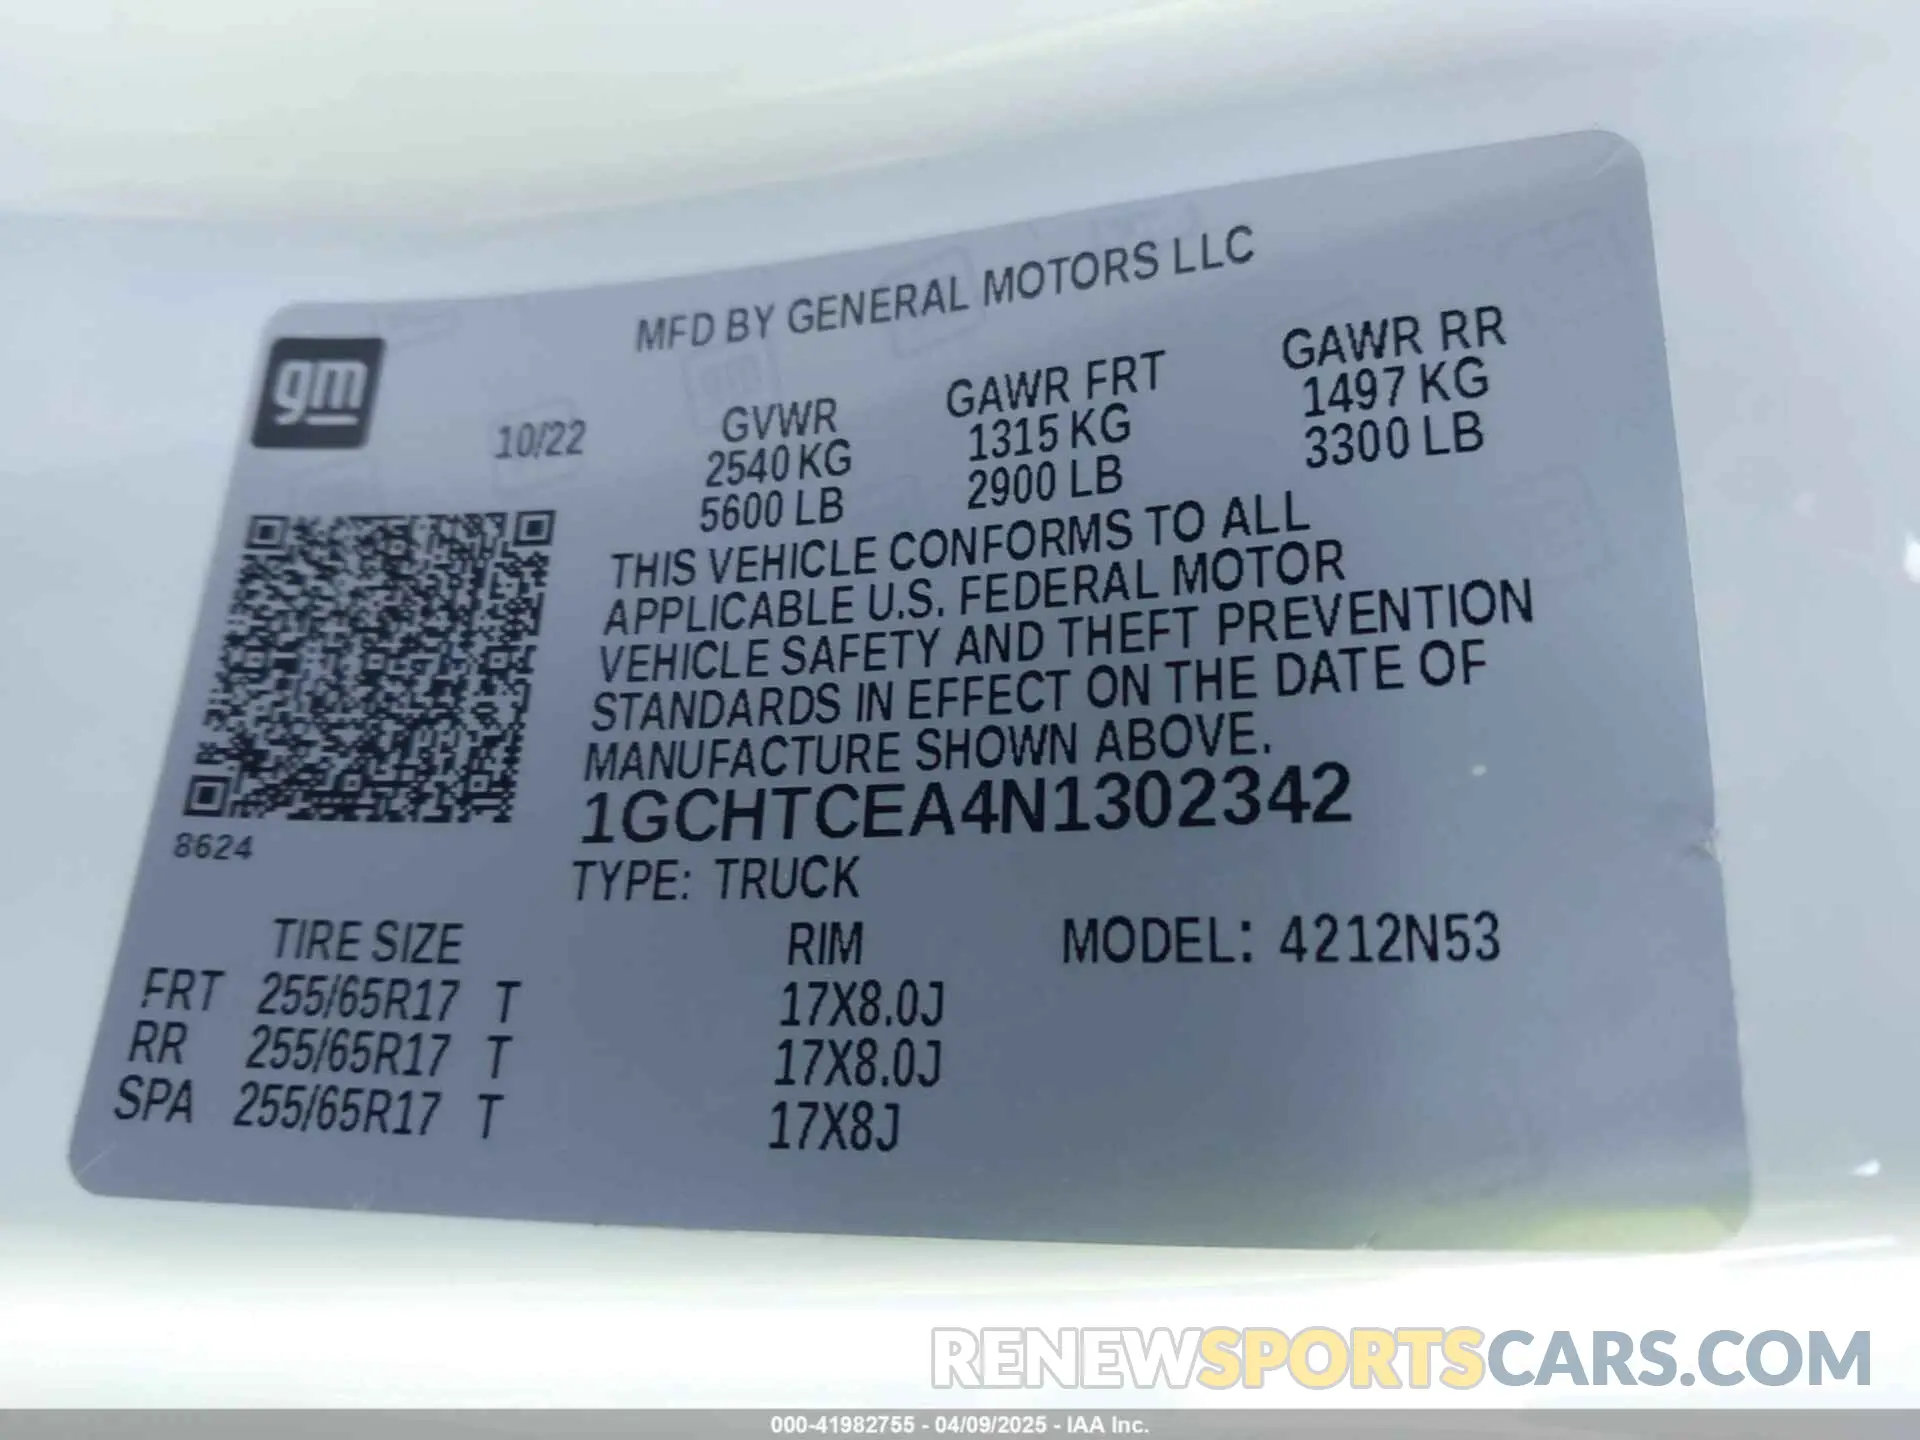 MFD BY GENERAL MOTORS LLC
gm
10/22
GVWR
2540 KG
5600 LB
GAWR FRT
1315 KG
2900 LB
GAWR RR
1497 KG
3300 LB
THIS VEHICLE CONFORMS TO ALL
APPLICABLE U.S. FEDERAL MOTOR
VEHICLE SAFETY AND THEFT PREVENTION
STANDARDS IN EFFECT ON THE DATE OF
MANUFACTURE SHOWN ABOVE.
1GCHTCEA4N1302342
8624
TYPE: TRUCK
TIRE SIZE RIM MODEL: 4212N53
FRT 255/65R17 T 17X8.0J
RR 255/65R17 T 17X8.0J
SPA 255/65R17 T 17X8J
RENEWSPORTSCARS.COM
000-41982755 - 04/09/2025 - IAA Inc.